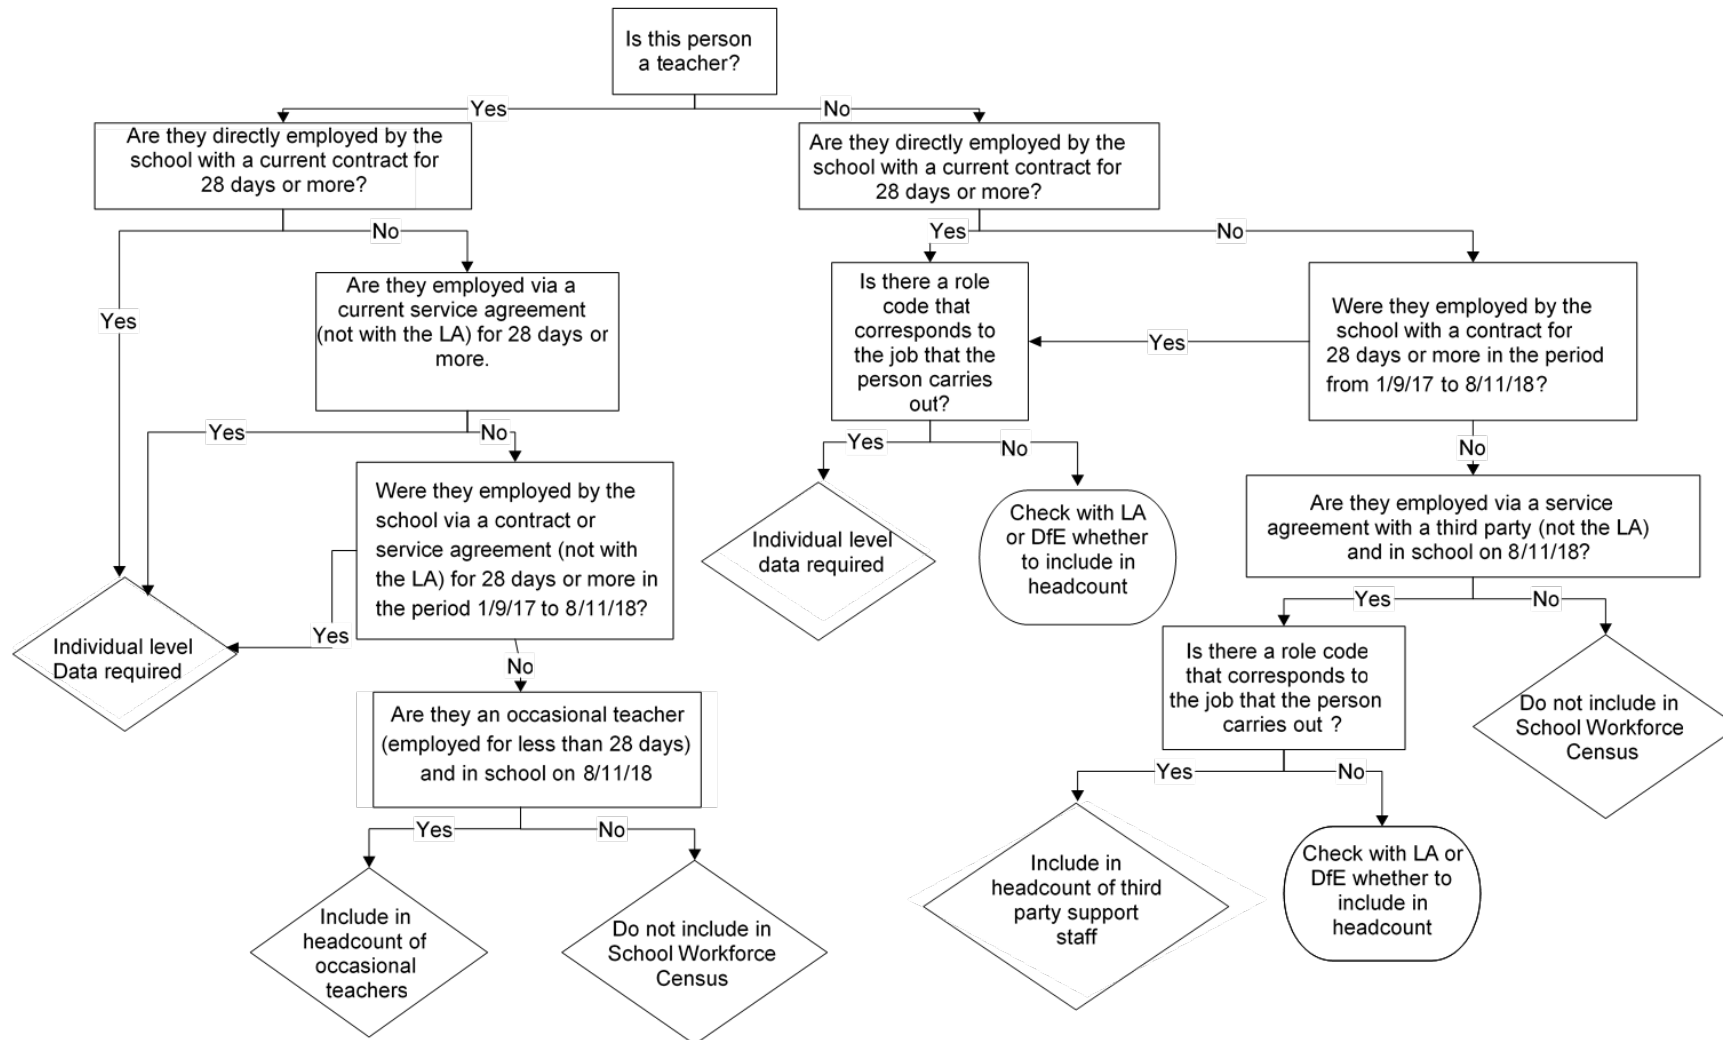 Is this person
a teacher?
Yes
No
Are they directly employed by the
school with a current contract for
28 days or more?
Are they directly employed by the
school with a current contract for
28 days or more?
No
Yes
No
Yes
Are they employed via a
current service agreement
(not with the LA) for 28 days or
more.
Is there a role
code that
corresponds to
the job that the
person carries
out?
Yes
Were they employed by the
school with a contract for
28 days or more in the period
from 1/9/17 to 8/11/18?
Yes
No
Yes
No
No
Were they employed by the
school via a contract or
service agreement (not with
the LA) for 28 days or more in
the period 1/9/17 to 8/11/18?
Individual level
data required
Check with LA
or DfE whether
to include in
headcount
Are they employed via a service
agreement with a third party (not the LA)
and in school on 8/11/18?
Yes
No
Yes
Individual level
Data required
No
Is there a role code
that corresponds to
the job that the person
carries out ?
Do not include in
School Workforce
Census
Are they an occasional teacher
(employed for less than 28 days)
and in school on 8/11/18
Yes
No
Yes
No
Include in
headcount of third
party support
staff
Check with LA or
DfE whether to
include in
headcount
Include in
headcount of
occasional
teachers
Do not include in
School Workforce
Census